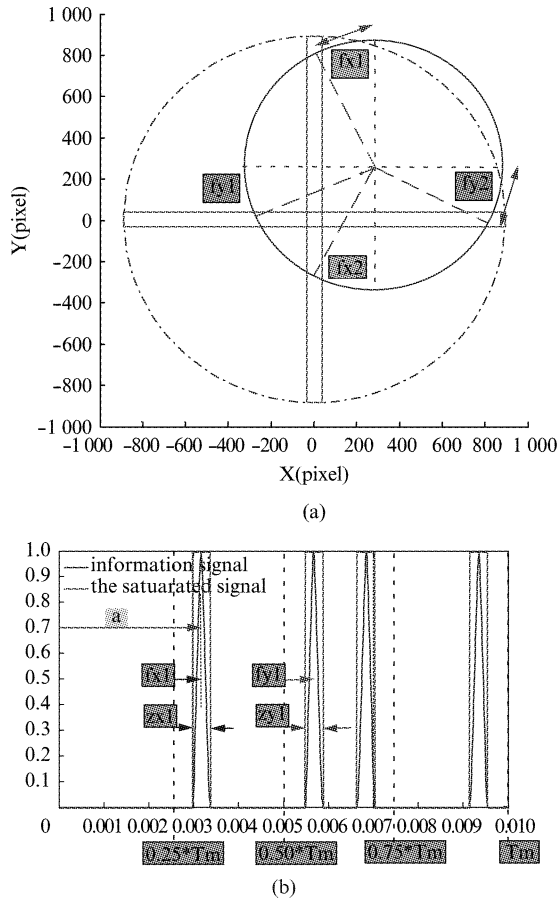 1 000
800
600
400
200
0
-200
-400
-600
-800
-1 000
Y(pixel)
fx1
fy1
fy2
fx2
-1 000 -800 -600 -400 -200 0 200 400 600 800 1 000
X(pixel)
(a)
1.0
0.9
0.8
0.7
0.6
0.5
0.4
0.3
0.2
0.1
information signal
the satuarated signal
a
fx1
fy1
zx1
zy1
0 0.001 0.002 0.003 0.004 0.005 0.006 0.007 0.008 0.009 0.010
0.25*Tm 0.50*Tm 0.75*Tm Tm
(b)